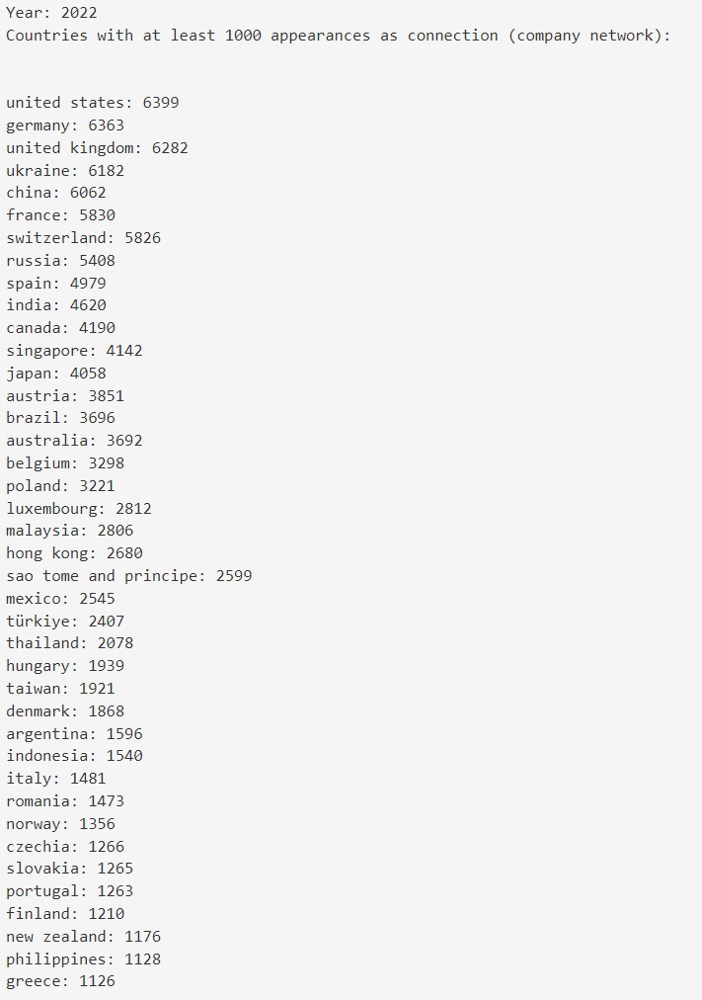 Year: 2022
Countries with at least 1000 appearances as connection (company network):
united states: 6399
germany: 6363
united kingdom: 6282
ukraine: 6182
china: 6062
france: 5830
switzerland: 5826
russia: 5408
spain: 4979
india: 4620
canada: 4190
singapore: 4142
japan: 4058
austria: 3851
brazil: 3696
australia: 3692
belgium: 3298
poland: 3221
luxembourg: 2812
malaysia: 2806
hong kong: 2680
sao tome and principe: 2599
mexico: 2545
türkiye: 2407
thailand: 2078
hungary: 1939
taiwan: 1921
denmark: 1868
argentina: 1596
indonesia: 1540
italy: 1481
romania: 1473
norway: 1356
czechia: 1266
slovakia: 1265
portugal: 1263
finland: 1210
new zealand: 1176
philippines: 1128
greece: 1126